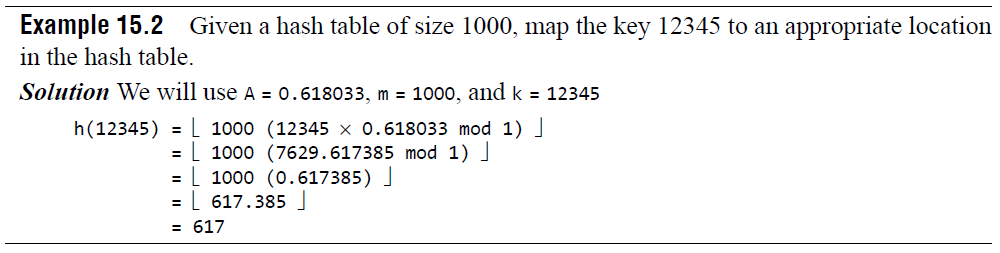 Example 15.2 Given a hash table of size 1000, map the key 12345 to an appropriate location
in the hash table.
Solution We will use A = 0.618033, m = 1000, and k = 12345
h(12345) = ⌊ 1000 (12345 × 0.618033 mod 1) ⌋
= ⌊ 1000 (7629.617385 mod 1) ⌋
= ⌊ 1000 (0.617385) ⌋
= ⌊ 617.385 ⌋
= 617